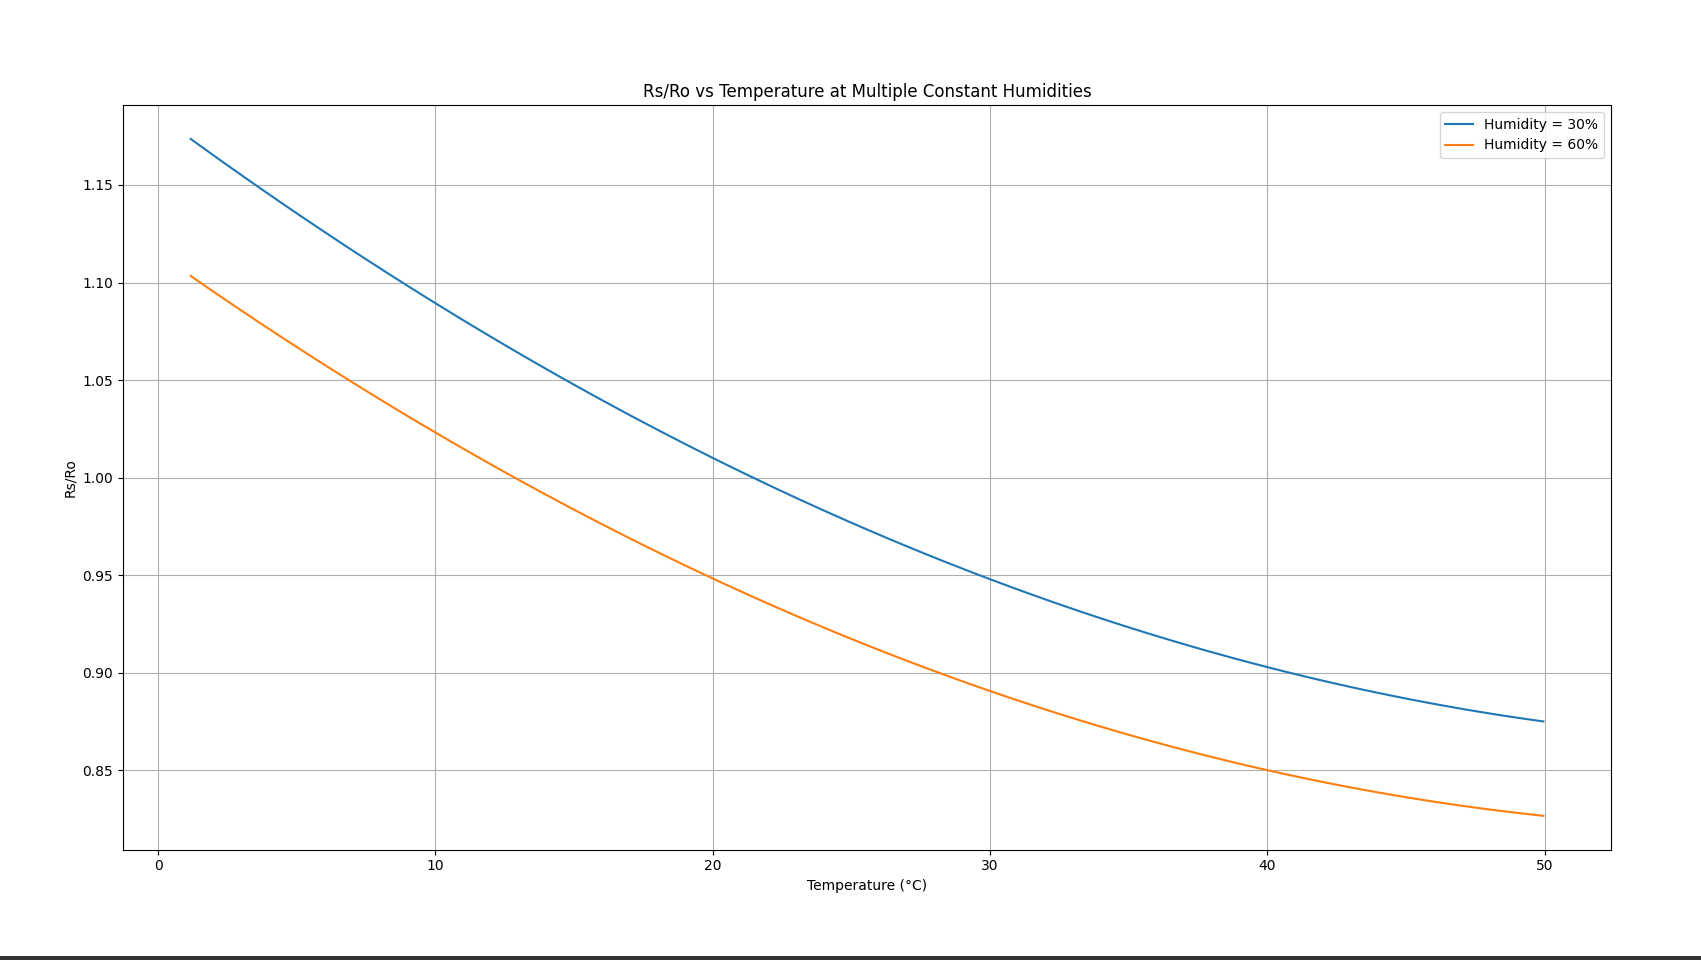 Rs/Ro vs Temperature at Multiple Constant Humidities
Humidity = 30%
Humidity = 60%
1.15
1.10
1.05
1.00
0.95
0.90
0.85
Rs/Ro
0 10 20 30 40 50
Temperature (°C)